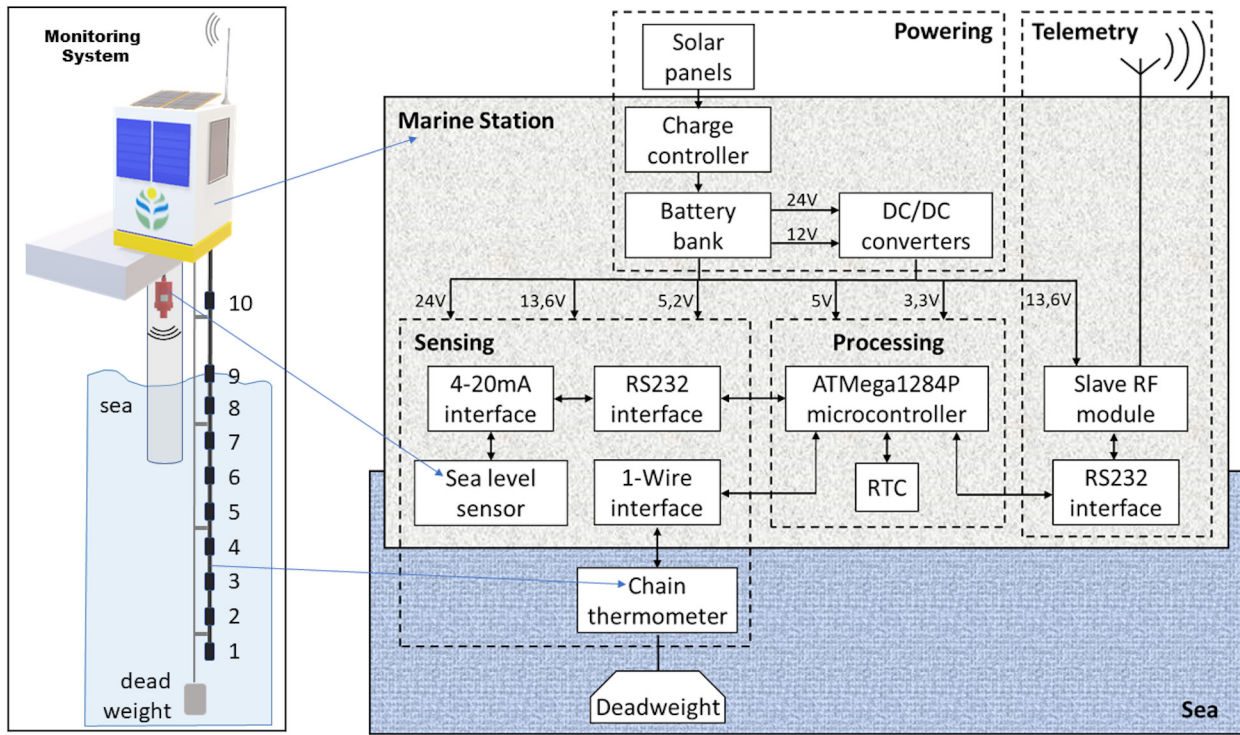 Monitoring
System
10
9
sea
8
7
6
5
4
3
2
1
dead
weight
Powering
Telemetry
Solar
panels
Marine Station
Charge
controller
Battery
bank
24V
12V
DC/DC
converters
24V
13,6V
5,2V
5V
3,3V
13,6V
Sensing
4-20mA
interface
RS232
interface
Sea level
sensor
1-Wire
interface
Chain
thermometer
Deadweight
Processing
ATMega1284P
microcontroller
RTC
Slave RF
module
RS232
interface
Sea